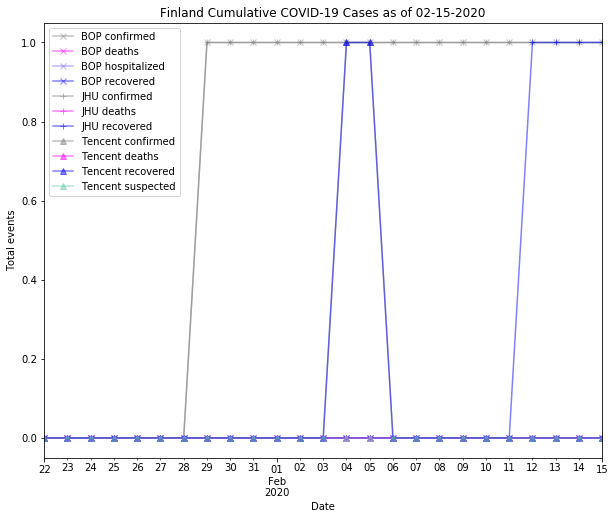 Finland Cumulative COVID-19 Cases as of 02-15-2020
BOP confirmed
BOP deaths
BOP hospitalized
BOP recovered
JHU confirmed
JHU deaths
JHU recovered
Tencent confirmed
Tencent deaths
Tencent recovered
Tencent suspected
Total events
1.0
0.8
0.6
0.4
0.2
0.0
22 23 24 25 26 27 28 29 30 31 01 02 03 04 05 06 07 08 09 10 11 12 13 14 15
Feb
2020
Date